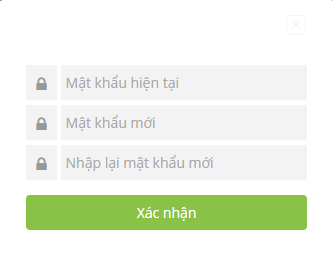 Mật khẩu hiện tại
Mật khẩu mới
Nhập lại mật khẩu mới
Xác nhận